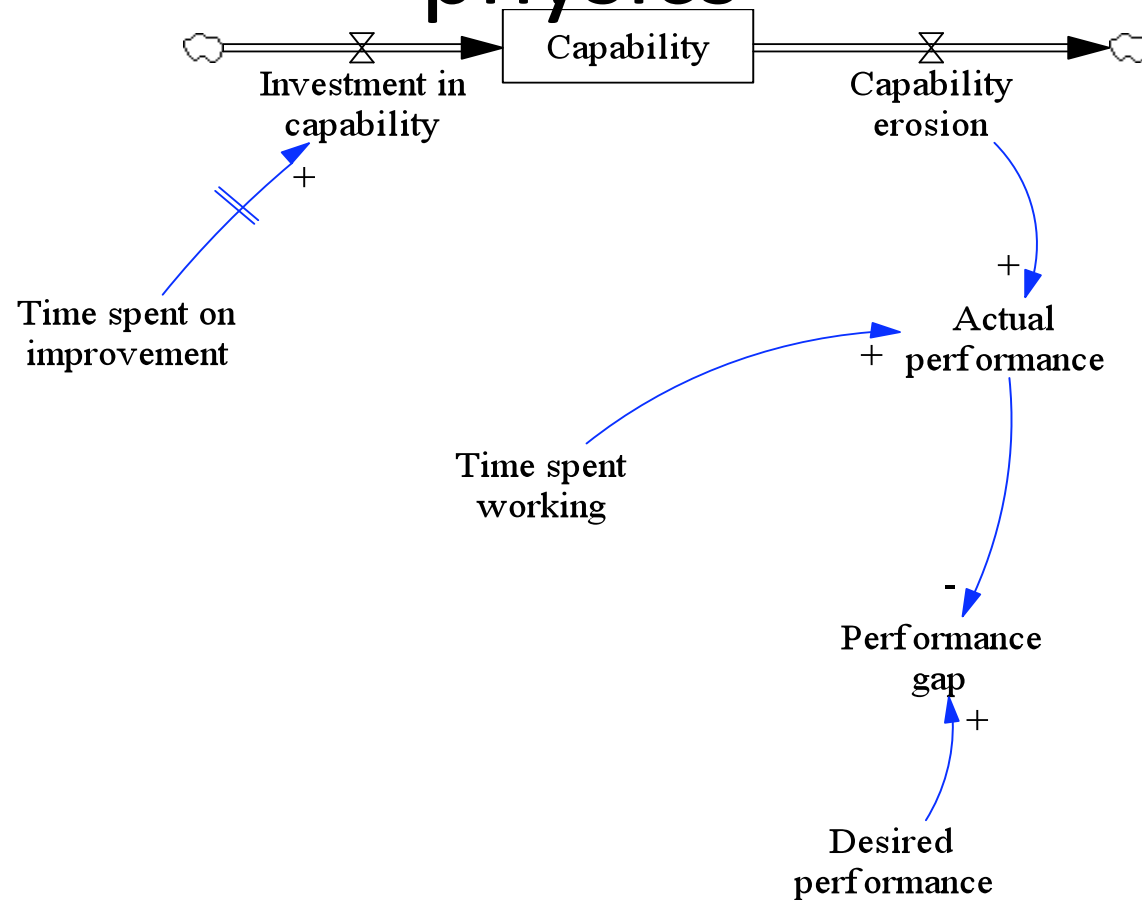 physics
Capability
Investment in
capability
Capability
erosion
+
+
Time spent on
improvement
Actual
performance
+
Time spent
working
-
Performance
gap
+
Desired
performance